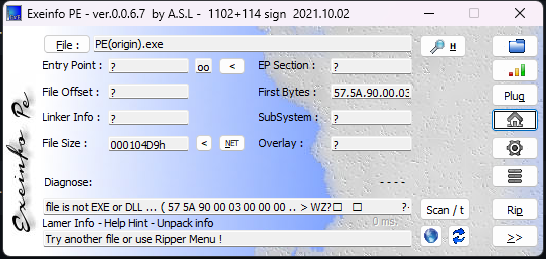 Exeinfo PE - ver.0.0.6.7 by A.S.L - 1102+114 sign 2021.10.02
File : PE(origin).exe H
Entry Point : ? oo < EP Section : ?
File Offset : ? First Bytes : 57.5A.90.00.03
Linker Info : ? SubSystem : ?
File Size : 000104D9h < NET Overlay : ?
Plug
Exeinfo Pe
Diagnose: ----
file is not EXE or DLL ... ( 57 5A 90 00 03 00 00 00 .. > WZ?□ □ ?· Scan / t Rip
Lamer Info - Help Hint - Unpack info 0 ms.
Try another file or use Ripper Menu ! >>